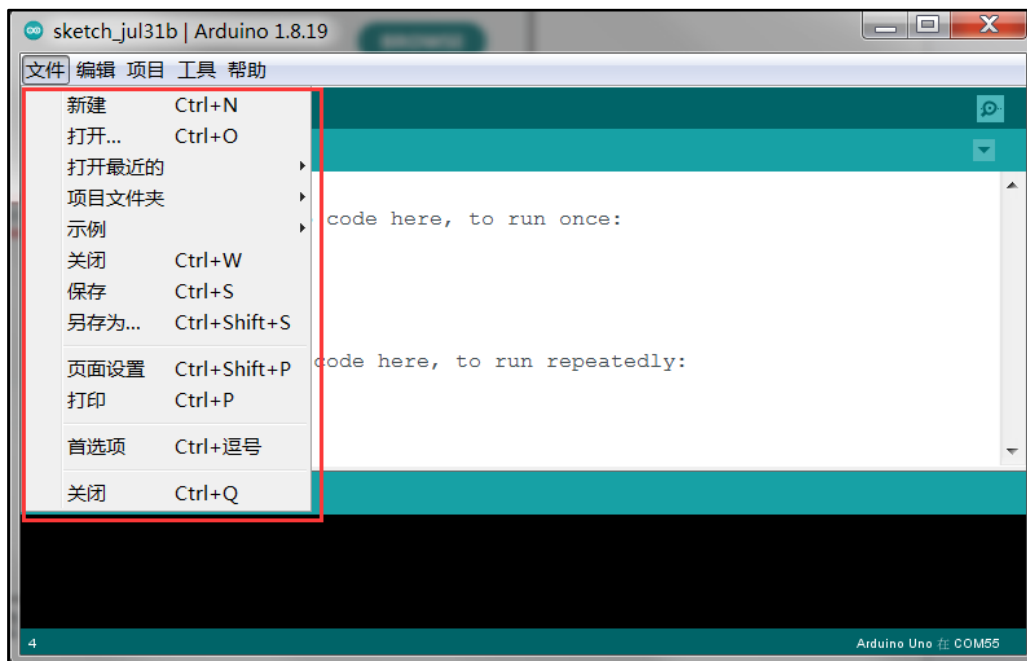 sketch_jul31b | Arduino 1.8.19
文件 编辑 项目 工具 帮助
新建 Ctrl+N
打开... Ctrl+O
打开最近的
项目文件夹
示例
关闭 Ctrl+W
保存 Ctrl+S
另存为... Ctrl+Shift+S
页面设置 Ctrl+Shift+P
打印 Ctrl+P
首选项 Ctrl+逗号
关闭 Ctrl+Q
code here, to run once:
code here, to run repeatedly:
4 Arduino Uno 在 COM55